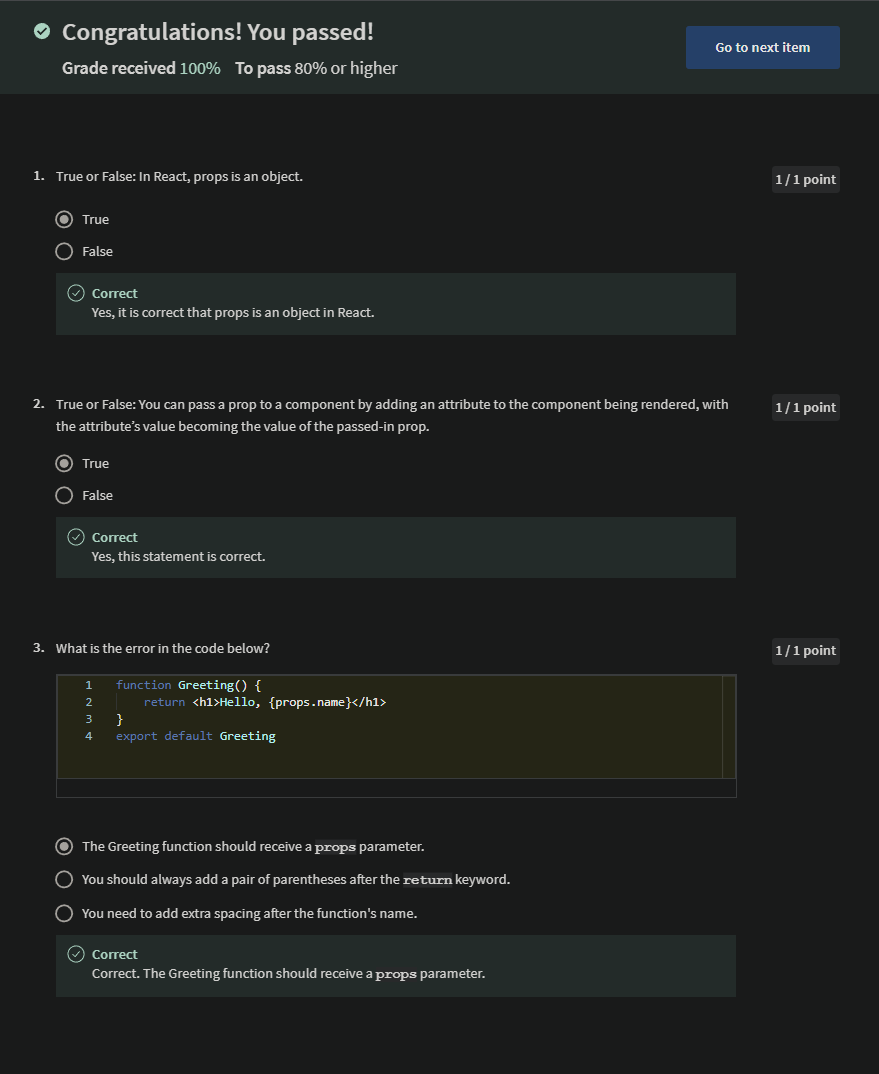 Congratulations! You passed!
Grade received 100% To pass 80% or higher
Go to next item
1. True or False: In React, props is an object.
1 / 1 point
True
False
Correct
Yes, it is correct that props is an object in React.
2. True or False: You can pass a prop to a component by adding an attribute to the component being rendered, with
the attribute’s value becoming the value of the passed-in prop.
1 / 1 point
True
False
Correct
Yes, this statement is correct.
3. What is the error in the code below?
1 / 1 point
1 function Greeting() {
2 return <h1>Hello, {props.name}</h1>
3 }
4 export default Greeting
The Greeting function should receive a props parameter.
You should always add a pair of parentheses after the return keyword.
You need to add extra spacing after the function's name.
Correct
Correct. The Greeting function should receive a props parameter.